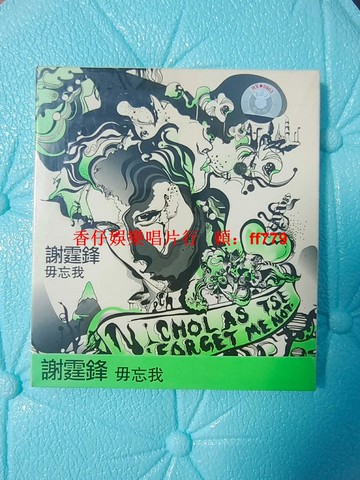 謝霆鋒
毋忘我
香仔娛樂唱片行 賴：ff779
NICHOLAS TSE
FORGET ME NOT
謝霆鋒 毋忘我